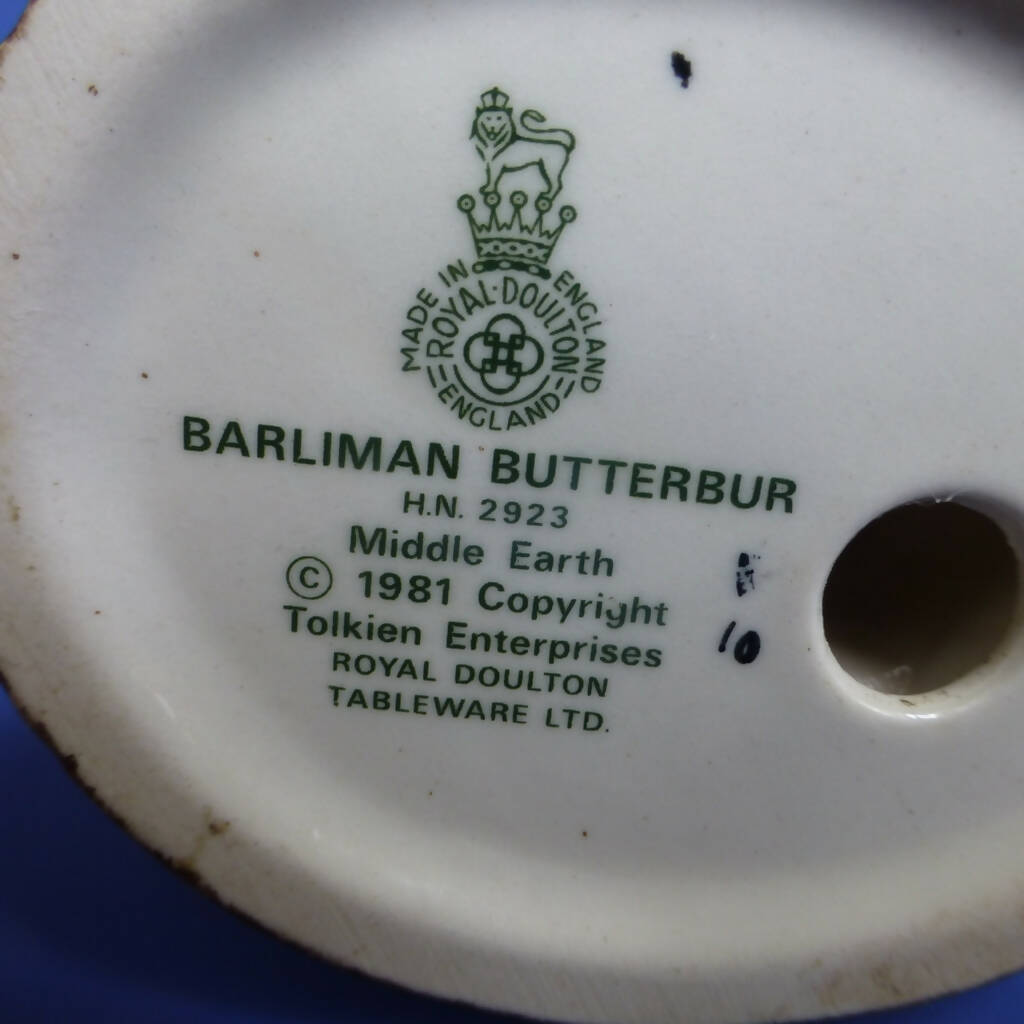 MADE IN ENGLAND
ROYAL·DOULTON
ENGLAND
BARLIMAN BUTTERBUR
H.N. 2923
Middle Earth
© 1981 Copyright
Tolkien Enterprises
ROYAL DOULTON
TABLEWARE LTD.
10